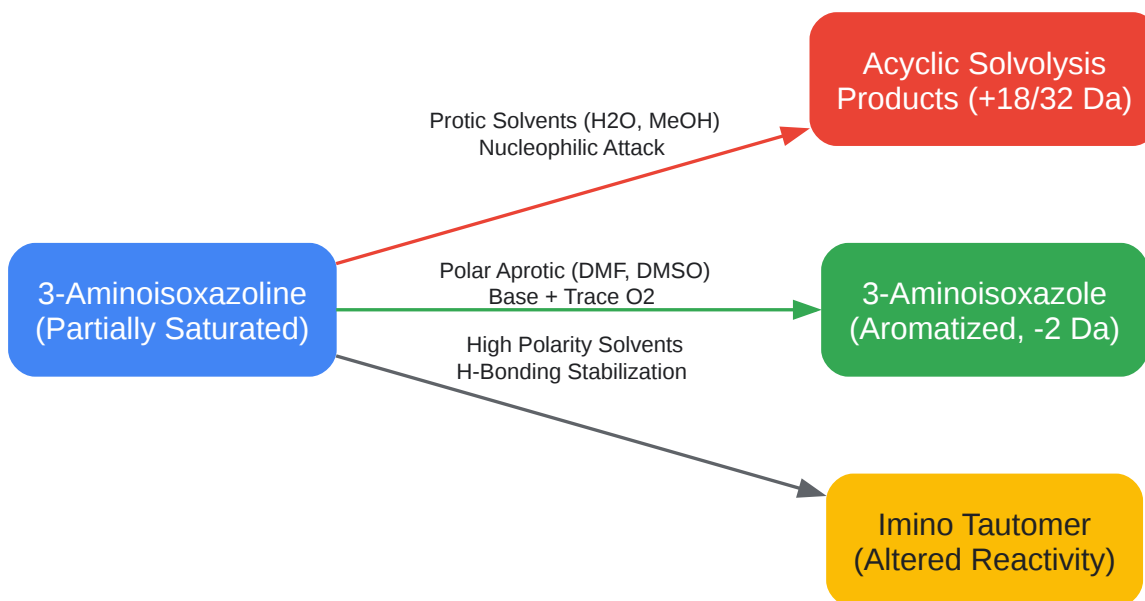 Acyclic Solvolysis
Products (+18/32 Da)
Protic Solvents (H2O, MeOH)
Nucleophilic Attack
3-Aminoisoxazoline
(Partially Saturated)
Polar Aprotic (DMF, DMSO)
Base + Trace O2
3-Aminoisoxazole
(Aromatized, -2 Da)
High Polarity Solvents
H-Bonding Stabilization
Imino Tautomer
(Altered Reactivity)